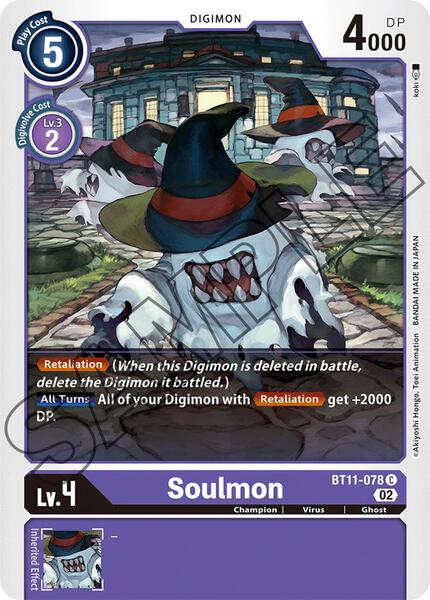 Play Cost
5
DIGIMON
DP
4000
Digivolve Cost
Lv.3
2
koki
SAMPLE
Retaliation (When this Digimon is deleted in battle,
delete the Digimon it battled.)
All Turns All of your Digimon with Retaliation get +2000
DP.
©Akiyoshi Hongo, Toei Animation BANDAI MADE IN JAPAN
Lv.4
Soulmon
BT11-078 C
02
Champion | Virus | Ghost
Inherited Effect
–